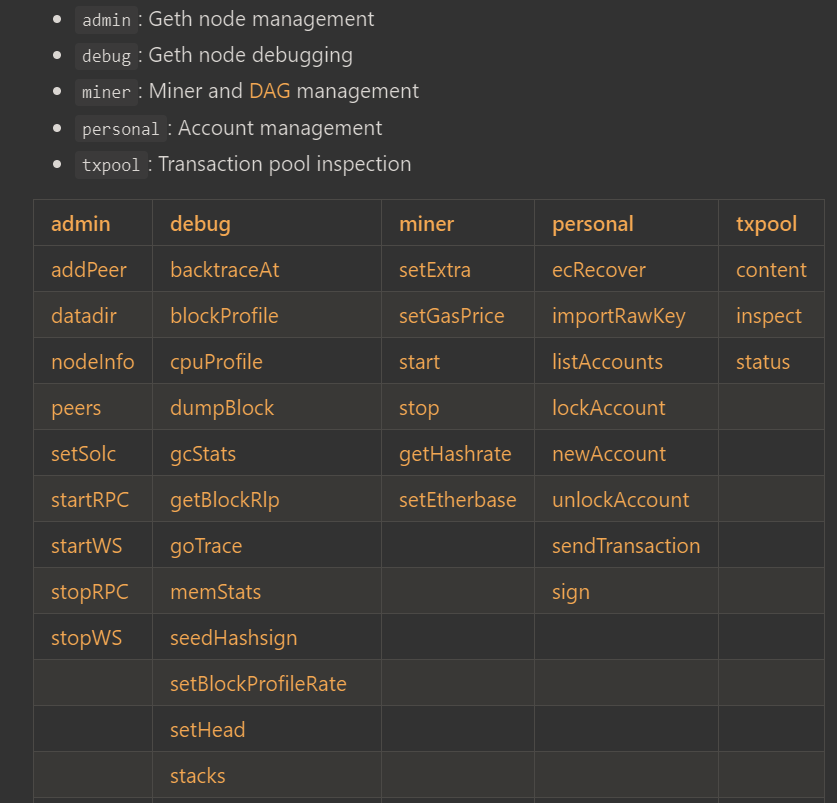 admin: Geth node management
debug: Geth node debugging
miner: Miner and DAG management
personal: Account management
txpool: Transaction pool inspection
admin debug miner personal txpool
addPeer backtraceAt setExtra ecRecover content
datadir blockProfile setGasPrice importRawKey inspect
nodeInfo cpuProfile start listAccounts status
peers dumpBlock stop lockAccount
setSolc gcStats getHashrate newAccount
startRPC getBlockRlp setEtherbase unlockAccount
startWS goTrace sendTransaction
stopRPC memStats sign
stopWS seedHashsign
setBlockProfileRate
setHead
stacks